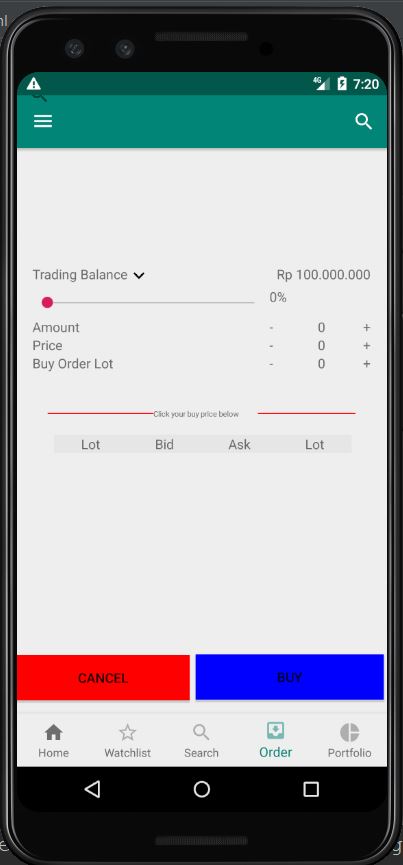 4G 7:20
Trading Balance Rp 100.000.000
0%
Amount - 0 +
Price - 0 +
Buy Order Lot - 0 +
Click your buy price below
Lot Bid Ask Lot
CANCEL BUY
Home Watchlist Search Order Portfolio